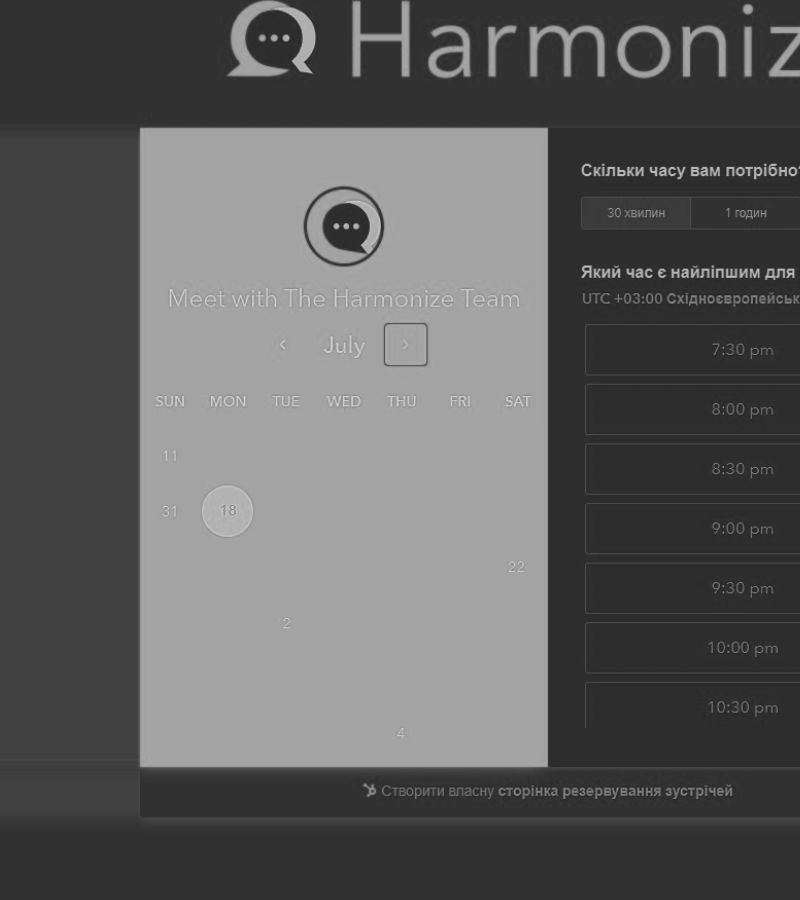 Harmoniz
Meet with The Harmonize Team
‹ July ›
SUN MON TUE WED THU FRI SAT
11
31 18
22
2
4
Скільки часу вам потрібно?
30 хвилин 1 годин
Який час є найліпшим для
UTC +03:00 Східноєвропейськ
7:30 pm
8:00 pm
8:30 pm
9:00 pm
9:30 pm
10:00 pm
10:30 pm
Створити власну сторінка резервування зустрічей